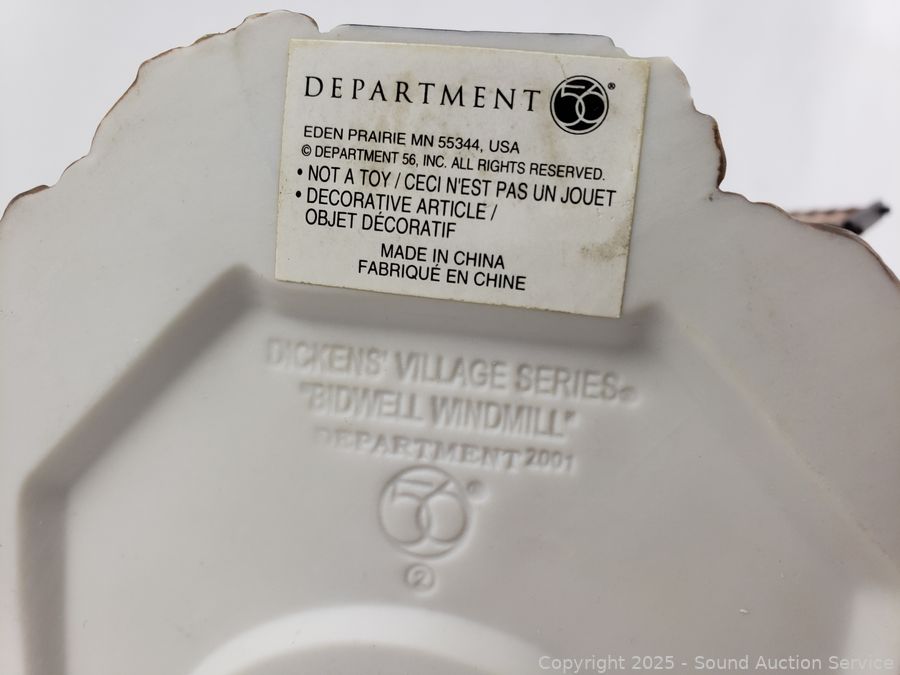 DEPARTMENT 56®
EDEN PRAIRIE MN 55344, USA
© DEPARTMENT 56, INC. ALL RIGHTS RESERVED.
• NOT A TOY / CECI N'EST PAS UN JOUET
• DECORATIVE ARTICLE /
OBJET DÉCORATIF
MADE IN CHINA
FABRIQUÉ EN CHINE
DICKENS' VILLAGE SERIES®
"BIDWELL WINDMILL"
DEPARTMENT 2001
56®
2
Copyright 2025 - Sound Auction Service